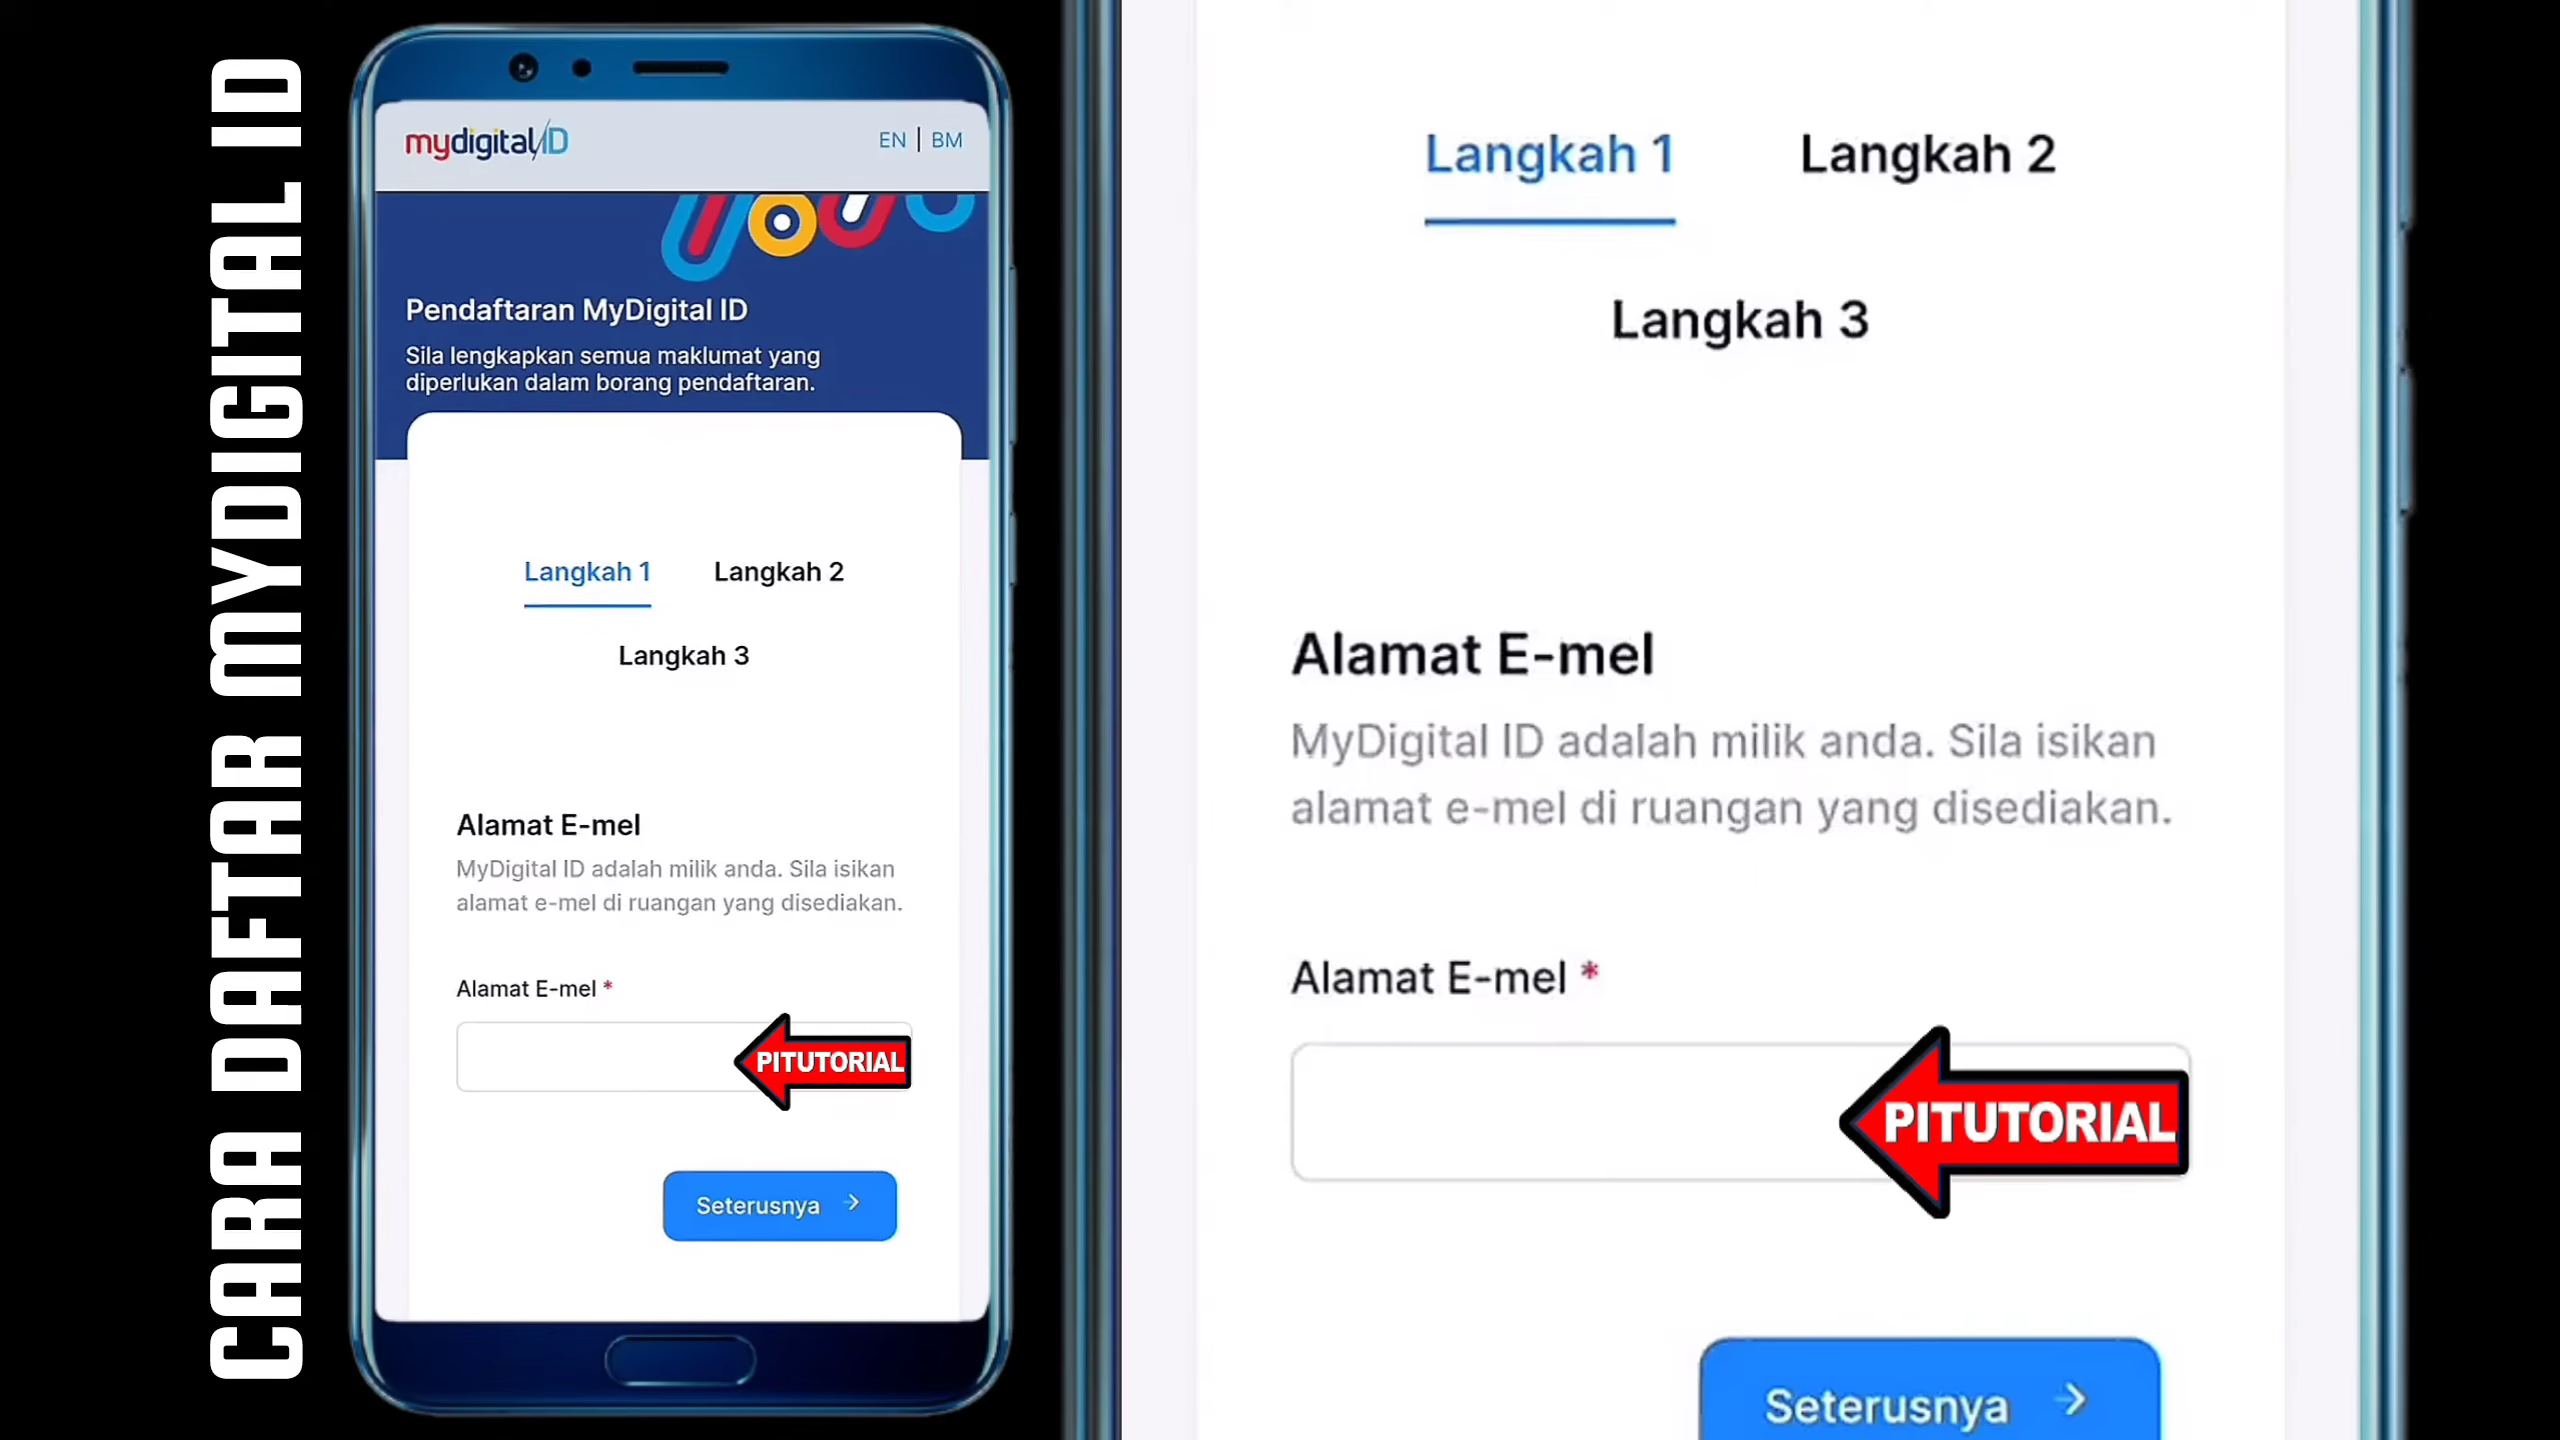 CARA DAFTAR MYDIGITAL ID
mydigital ID
EN | BM
Pendaftaran MyDigital ID
Sila lengkapkan semua maklumat yang
diperlukan dalam borang pendaftaran.
Langkah 1
Langkah 2
Langkah 3
Alamat E-mel
MyDigital ID adalah milik anda. Sila isikan
alamat e-mel di ruangan yang disediakan.
Alamat E-mel *
PITUTORIAL
Seterusnya →
Langkah 1
Langkah 2
Langkah 3
Alamat E-mel
MyDigital ID adalah milik anda. Sila isikan
alamat e-mel di ruangan yang disediakan.
Alamat E-mel *
PITUTORIAL
Seterusnya →